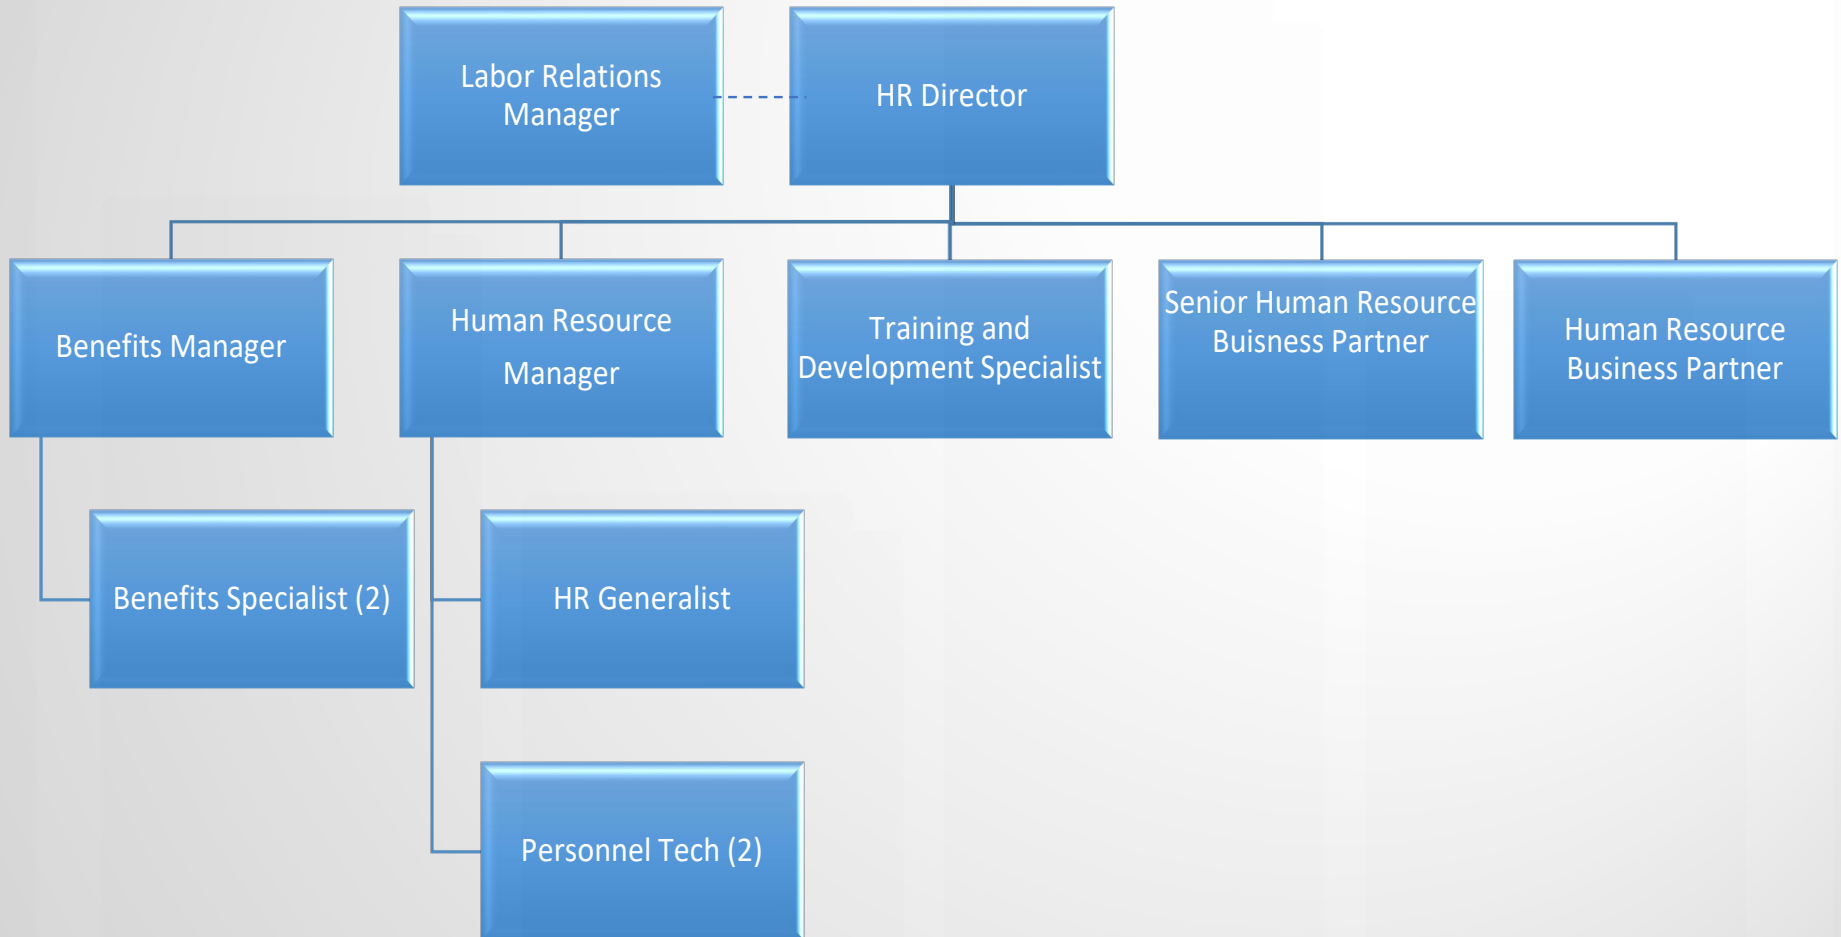 Labor Relations
Manager
HR Director
Benefits Manager
Human Resource
Manager
Training and
Development Specialist
Senior Human Resource
Buisness Partner
Human Resource
Business Partner
Benefits Specialist (2)
HR Generalist
Personnel Tech (2)